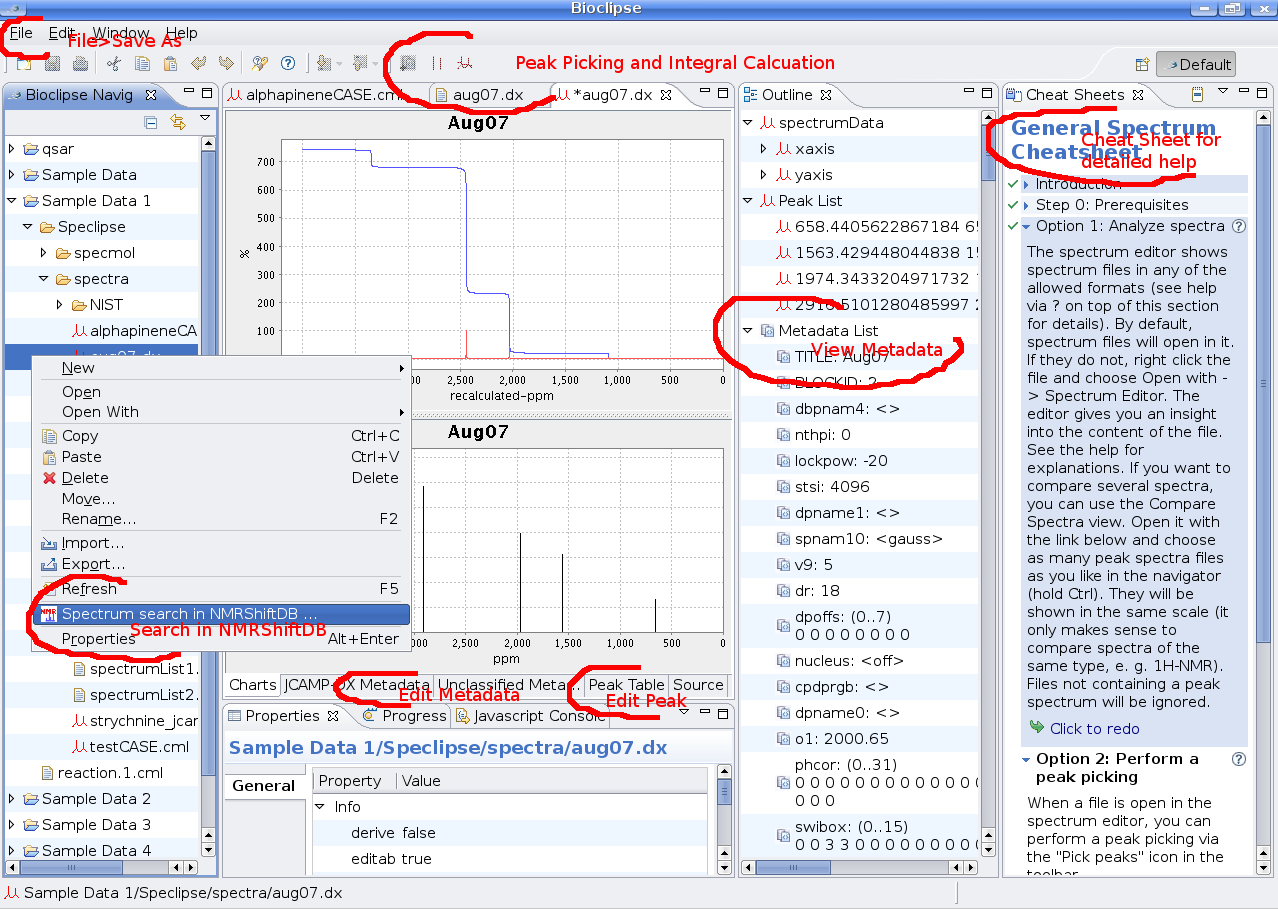 Bioclipse
File Edit Window Help
File>Save As
Peak Picking and Integral Calcuation
Default
Bioclipse Navig
qsar
Sample Data
Sample Data 1
Speclipse
specmol
spectra
NIST
alphapineneCA
aug07.dx
New
Open
Open With
Copy Ctrl+C
Paste Ctrl+V
Delete Delete
Move...
Rename... F2
Import...
Export...
Refresh F5
NMR
Spectrum search in NMRShiftDB ...
Search in NMRShiftDB
Properties Alt+Enter
spectrumList1.
spectrumList2.
strychnine_jcar
testCASE.cml
reaction.1.cml
Sample Data 2
Sample Data 3
Sample Data 4
alphapineneCASE.cml aug07.dx *aug07.dx
Aug07
700
600
500
400
300
200
100
%
2,500 2,000 1,500 1,000 500 0
recalculated-ppm
Aug07
2,500 2,000 1,500 1,000 500 0
ppm
Charts JCAMP-DX Metadata Unclassified Meta... Peak Table Source
Edit Metadata
Edit Peak
Properties Progress Javascript Console
Sample Data 1/Speclipse/spectra/aug07.dx
General
Property Value
Info
derive false
editab true
Outline
spectrumData
xaxis
yaxis
Peak List
658.4405622867184 65
1563.429448044838 15
1974.3433204971732 1
2916.5101280485997 2
Metadata List
View Metadata
TITLE: Aug07
BLOCKID: 2
dbpnam4: <>
nthpi: 0
lockpow: -20
stsi: 4096
dpname1: <>
spnam10: <gauss>
v9: 5
dr: 18
dpoffs: (0..7)
0 0 0 0 0 0 0 0
nucleus: <off>
cpdprgb: <>
dpname0: <>
o1: 2000.65
phcor: (0..31)
0 0 0 0 0 0 0 0 0 0 0 0 0 0
0 0 0
swibox: (0..15)
0 0 3 3 0 0 0 0 0 0 0 0 0 0
Cheat Sheets
General Spectrum
Cheatsheet
Cheat Sheet for
detailed help
Introduction
Step 0: Prerequisites
Option 1: Analyze spectra
The spectrum editor shows
spectrum files in any of the
allowed formats (see help
via ? on top of this section
for details). By default,
spectrum files will open in it.
If they do not, right click the
file and choose Open with -
> Spectrum Editor. The
editor gives you an insight
into the content of the file.
See the help for
explanations. If you want to
compare several spectra,
you can use the Compare
Spectra view. Open it with
the link below and choose
as many peak spectra files
as you like in the navigator
(hold Ctrl). They will be
shown in the same scale (it
only makes sense to
compare spectra of the
same type, e. g. 1H-NMR).
Files not containing a peak
spectrum will be ignored.
Click to redo
Option 2: Perform a
peak picking
When a file is open in the
spectrum editor, you can
perform a peak picking via
the "Pick peaks" icon in the
toolbar.
Sample Data 1/Speclipse/spectra/aug07.dx